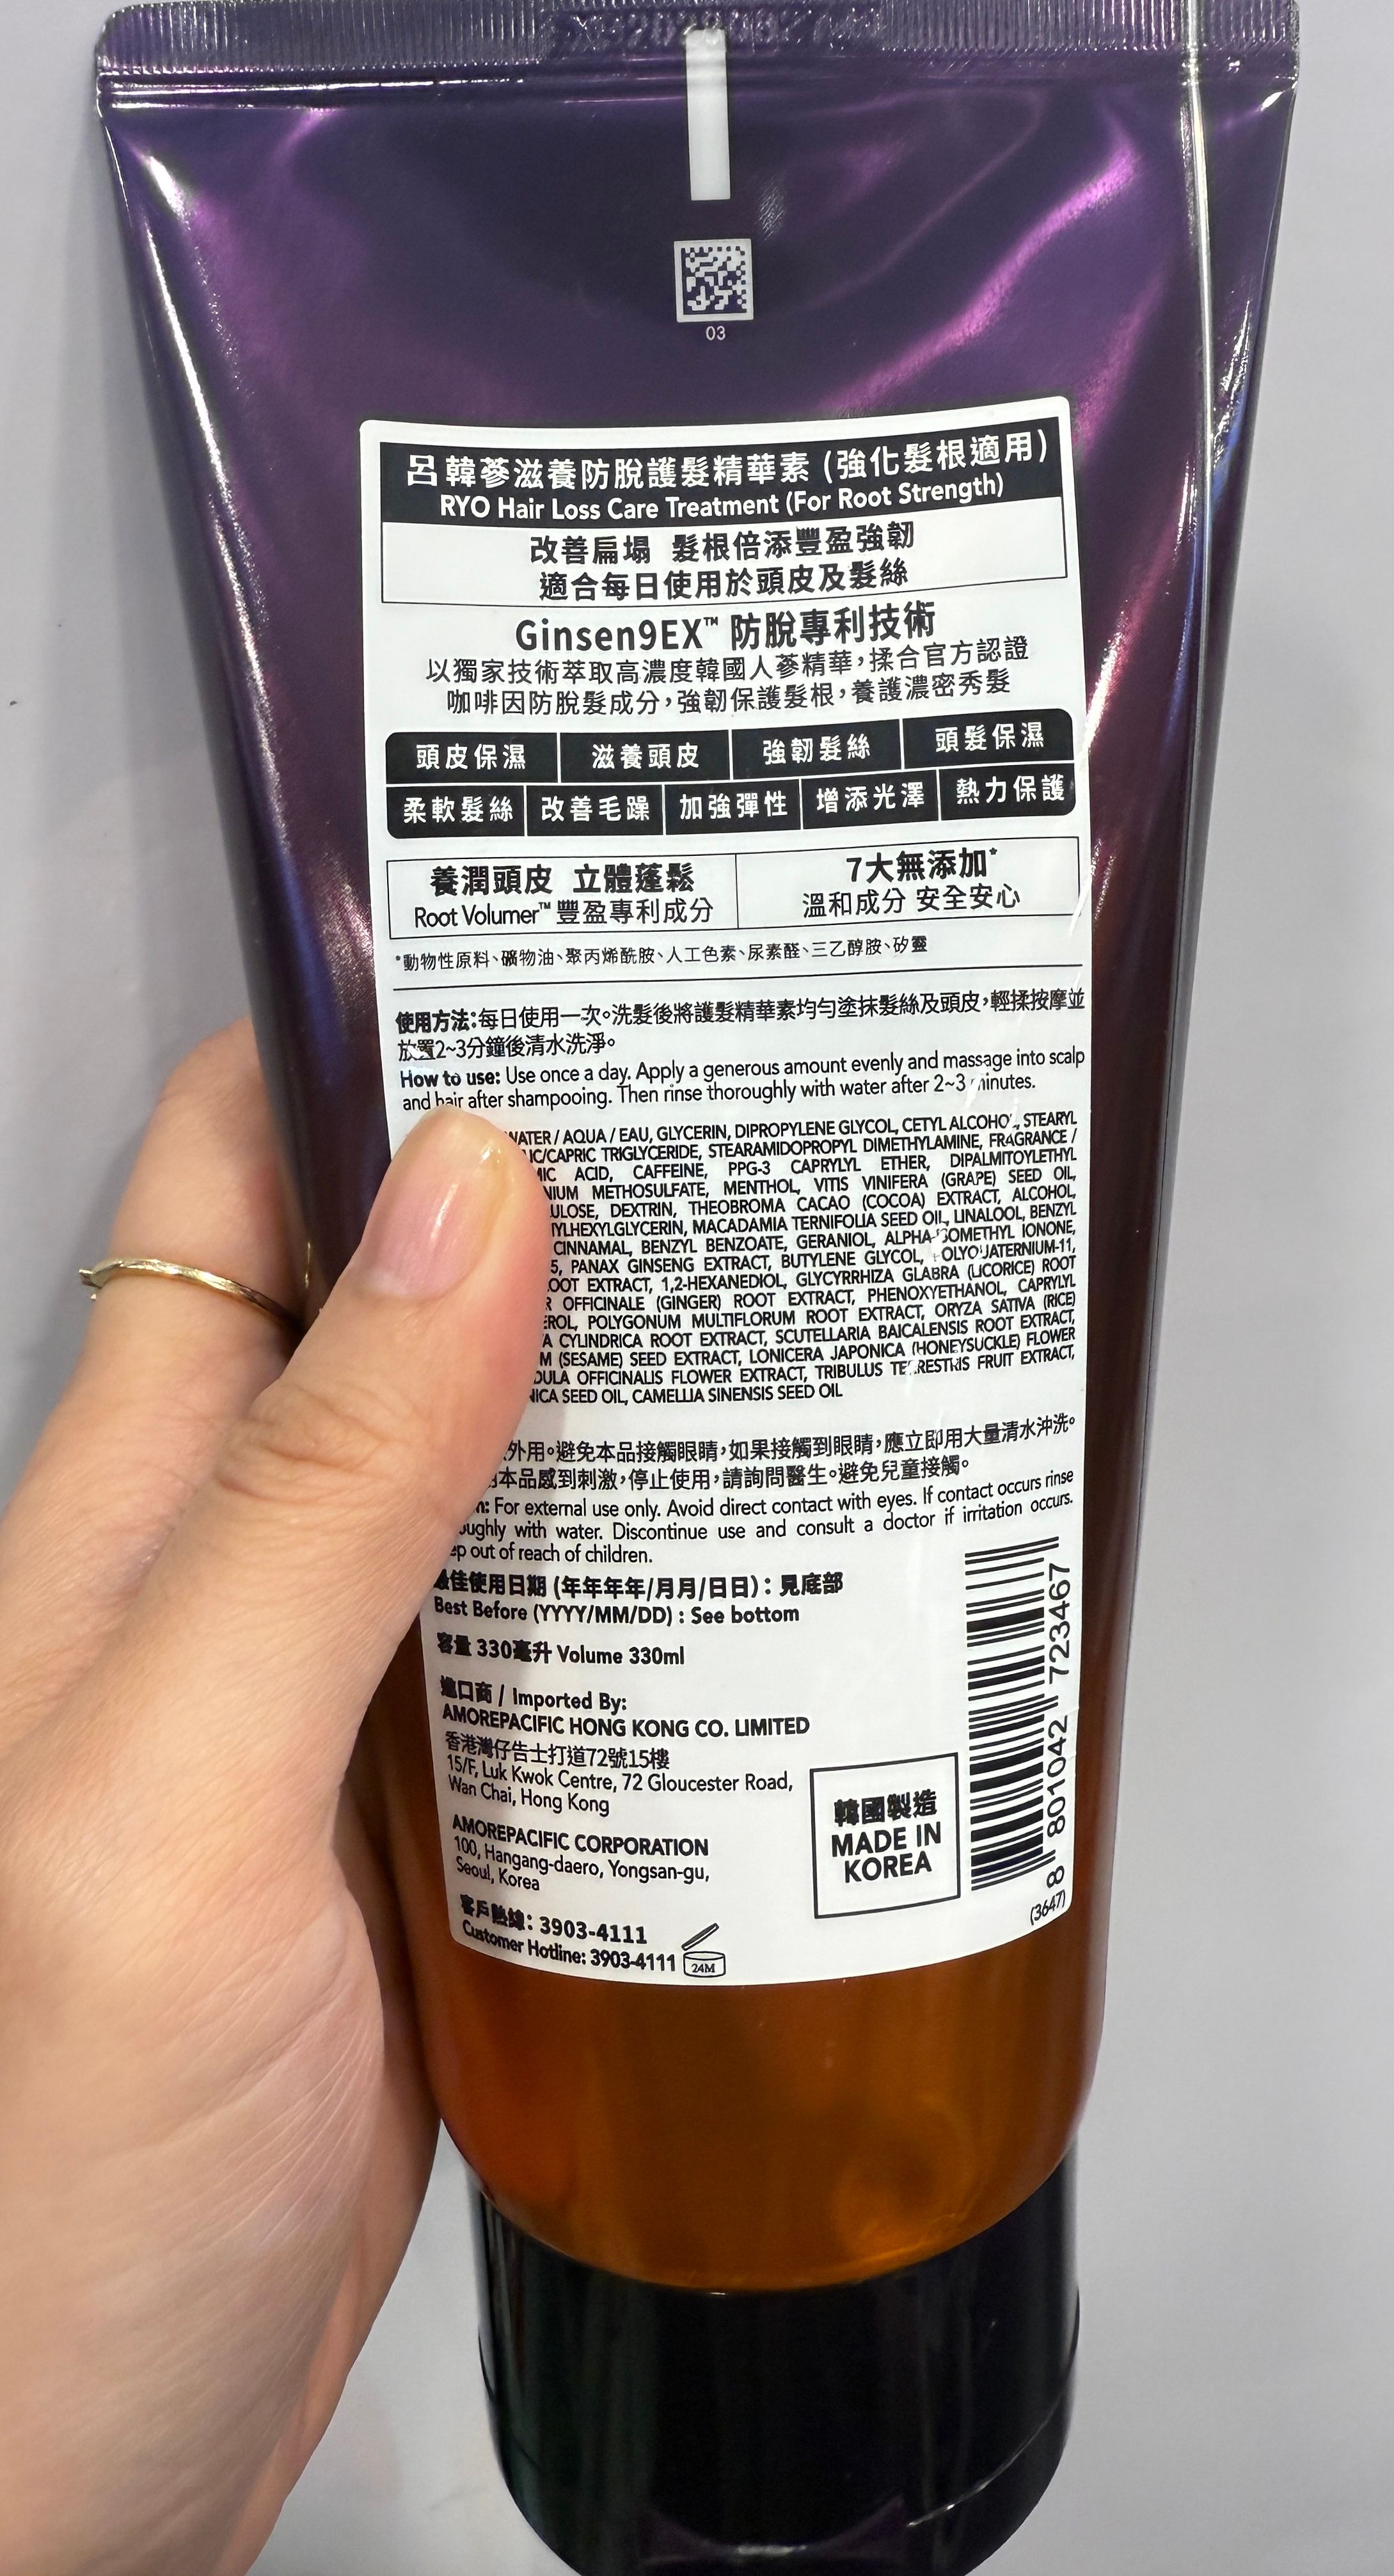 03
呂韓蔘滋養防脫護髮精華素 (強化髮根適用)
RYO Hair Loss Care Treatment (For Root Strength)
改善扁塌 髮根倍添豐盈強韌
適合每日使用於頭皮及髮絲
Ginsen9EX™ 防脫專利技術
以獨家技術萃取高濃度韓國人蔘精華，揉合官方認證
咖啡因防脫髮成分，強韌保護髮根，養護濃密秀髮
頭皮保濕 滋養頭皮 強韌髮絲 頭髮保濕
柔軟髮絲 改善毛躁 加強彈性 增添光澤 熱力保護
養潤頭皮 立體蓬鬆
Root Volumer™ 豐盈專利成分
7大無添加*
溫和成分 安全安心
*動物性原料、礦物油、聚丙烯酰胺、人工色素、尿素醛、三乙醇胺、矽靈
使用方法：每日使用一次。洗髮後將護髮精華素均勻塗抹髮絲及頭皮，輕揉按摩並
放置2~3分鐘後清水洗淨。
How to use: Use once a day. Apply a generous amount evenly and massage into scalp
and hair after shampooing. Then rinse thoroughly with water after 2~3 minutes.
WATER / AQUA / EAU, GLYCERIN, DIPROPYLENE GLYCOL, CETYL ALCOHOL, STEARYL
IC/CAPRIC TRIGLYCERIDE, STEARAMIDOPROPYL DIMETHYLAMINE, FRAGRANCE /
MIC ACID, CAFFEINE, PPG-3 CAPRYLYL ETHER, DIPALMITOYLETHYL
NIUM METHOSULFATE, MENTHOL, VITIS VINIFERA (GRAPE) SEED OIL,
ULOSE, DEXTRIN, THEOBROMA CACAO (COCOA) EXTRACT, ALCOHOL,
YLHEXYLGLYCERIN, MACADAMIA TERNIFOLIA SEED OIL, LINALOOL, BENZYL
CINNAMAL, BENZYL BENZOATE, GERANIOL, ALPHA-ISOMETHYL IONONE,
5, PANAX GINSENG EXTRACT, BUTYLENE GLYCOL, POLYQUATERNIUM-11,
OOT EXTRACT, 1,2-HEXANEDIOL, GLYCYRRHIZA GLABRA (LICORICE) ROOT
R OFFICINALE (GINGER) ROOT EXTRACT, PHENOXYETHANOL, CAPRYLYL
EROL, POLYGONUM MULTIFLORUM ROOT EXTRACT, ORYZA SATIVA (RICE)
A CYLINDRICA ROOT EXTRACT, SCUTELLARIA BAICALENSIS ROOT EXTRACT,
M (SESAME) SEED EXTRACT, LONICERA JAPONICA (HONEYSUCKLE) FLOWER
DULA OFFICINALIS FLOWER EXTRACT, TRIBULUS TERRESTRIS FRUIT EXTRACT,
NICA SEED OIL, CAMELLIA SINENSIS SEED OIL
外用。避免本品接觸眼睛，如果接觸到眼睛，應立即用大量清水沖洗。
本品感到刺激，停止使用，請詢問醫生。避免兒童接觸。
n: For external use only. Avoid direct contact with eyes. If contact occurs rinse
oughly with water. Discontinue use and consult a doctor if irritation occurs.
ep out of reach of children.
最佳使用日期 (年年年年/月月/日日)：見底部
Best Before (YYYY/MM/DD) : See bottom
容量 330毫升 Volume 330ml
進口商 / Imported By:
AMOREPACIFIC HONG KONG CO. LIMITED
香港灣仔告士打道72號15樓
15/F, Luk Kwok Centre, 72 Gloucester Road,
Wan Chai, Hong Kong
AMOREPACIFIC CORPORATION
100, Hangang-daero, Yongsan-gu,
Seoul, Korea
客戶熱線：3903-4111
Customer Hotline: 3903-4111
24M
韓國製造
MADE IN
KOREA
8 801042 723467
(3647)